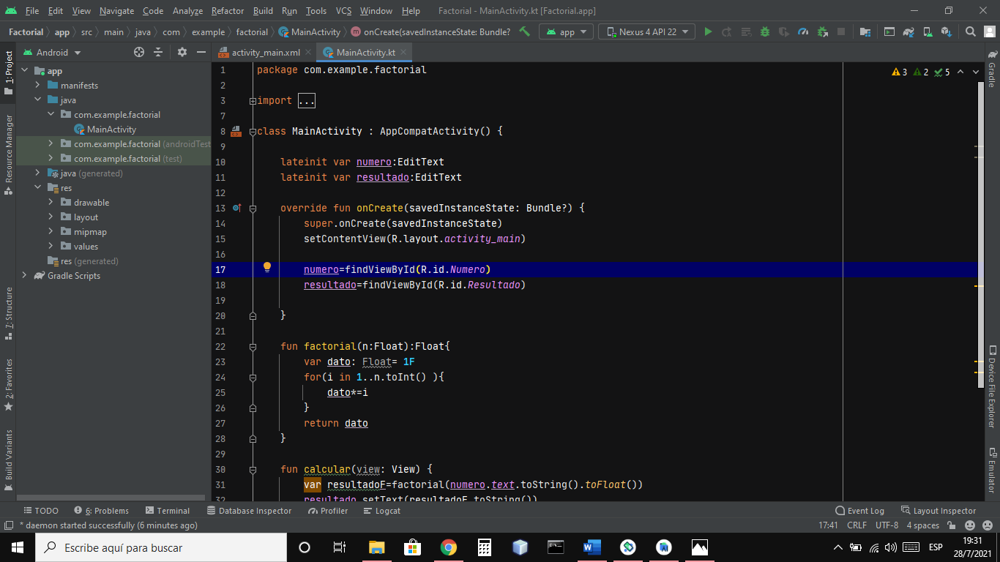 File Edit View Navigate Code Analyze Refactor Build Run Tools VCS Window Help Factorial - MainActivity.kt [Factorial.app]
Factorial app src main java com example factorial MainActivity onCreate(savedInstanceState: Bundle? app Nexus 4 API 22
Android
activity_main.xml MainActivity.kt
1: Project
Resource Manager
7: Structure
2: Favorites
Build Variants
app
manifests
java
com.example.factorial
MainActivity
com.example.factorial (androidTest
com.example.factorial (test)
java (generated)
res
drawable
layout
mipmap
values
res (generated)
Gradle Scripts
1 package com.example.factorial
2
3 import ...
7
8 class MainActivity : AppCompatActivity() {
9
10 lateinit var numero:EditText
11 lateinit var resultado:EditText
12
13 override fun onCreate(savedInstanceState: Bundle?) {
14 super.onCreate(savedInstanceState)
15 setContentView(R.layout.activity_main)
16
17 numero=findViewById(R.id.Numero)
18 resultado=findViewById(R.id.Resultado)
19
20 }
21
22 fun factorial(n:Float):Float{
23 var dato: Float= 1F
24 for(i in 1..n.toInt() ){
25 dato*=i
26 }
27 return dato
28 }
29
30 fun calcular(view: View) {
31 var resultadoF=factorial(numero.text.toString().toFloat())
32 resultado.setText(resultadoF.toString())
3 2 5
Gradle
Device File Explorer
Emulator
TODO 6: Problems Terminal Database Inspector Profiler Logcat Event Log Layout Inspector
* daemon started successfully (6 minutes ago) 17:41 CRLF UTF-8 4 spaces
Escribe aquí para buscar
ESP
19:31
28/7/2021